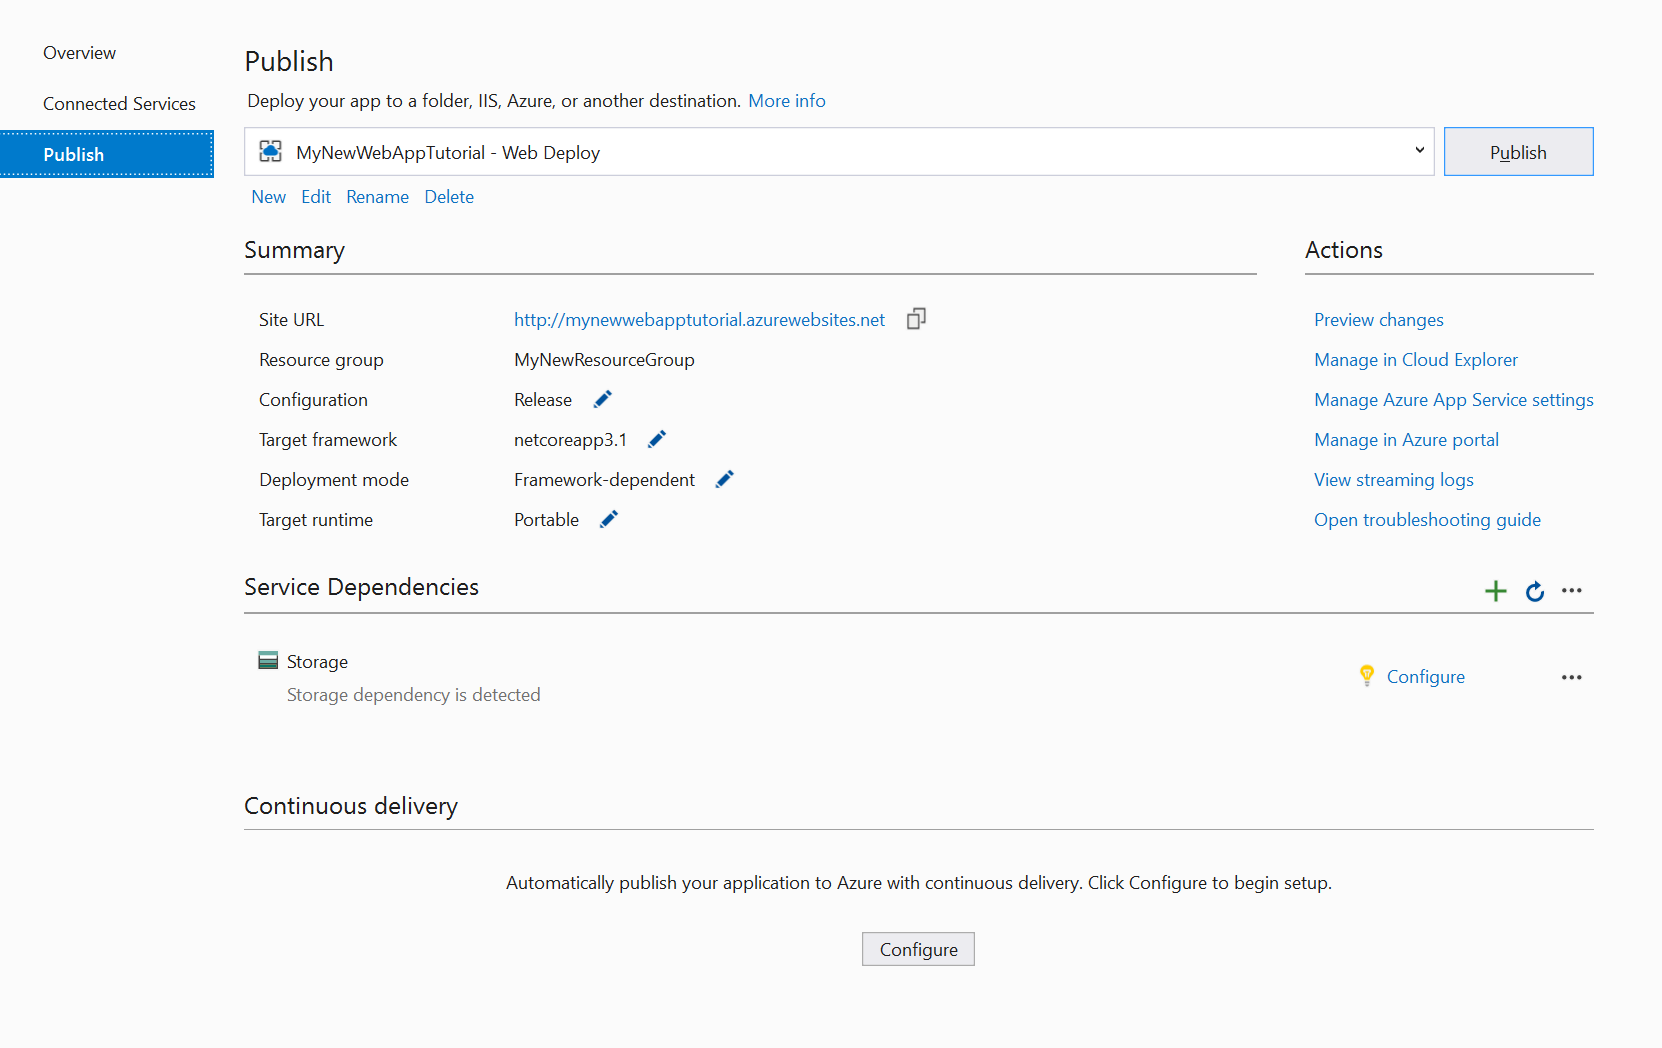 Overview
Connected Services
Publish
Publish
Deploy your app to a folder, IIS, Azure, or another destination. More info
MyNewWebAppTutorial - Web Deploy
Publish
New Edit Rename Delete
Summary
Site URL http://mynewwebapptutorial.azurewebsites.net
Resource group MyNewResourceGroup
Configuration Release
Target framework netcoreapp3.1
Deployment mode Framework-dependent
Target runtime Portable
Actions
Preview changes
Manage in Cloud Explorer
Manage Azure App Service settings
Manage in Azure portal
View streaming logs
Open troubleshooting guide
Service Dependencies
Storage
Storage dependency is detected
Configure
Continuous delivery
Automatically publish your application to Azure with continuous delivery. Click Configure to begin setup.
Configure